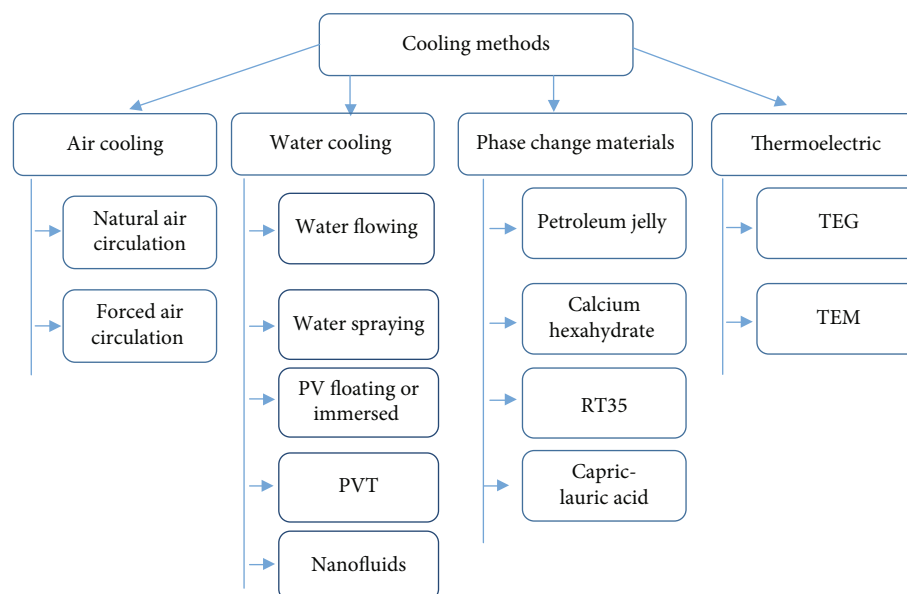 Cooling methods
Air cooling
Water cooling
Phase change materials
Thermoelectric
Natural air
circulation
Forced air
circulation
Water flowing
Water spraying
PV floating or
immersed
PVT
Nanofluids
Petroleum jelly
Calcium
hexahydrate
RT35
Capric-
lauric acid
TEG
TEM